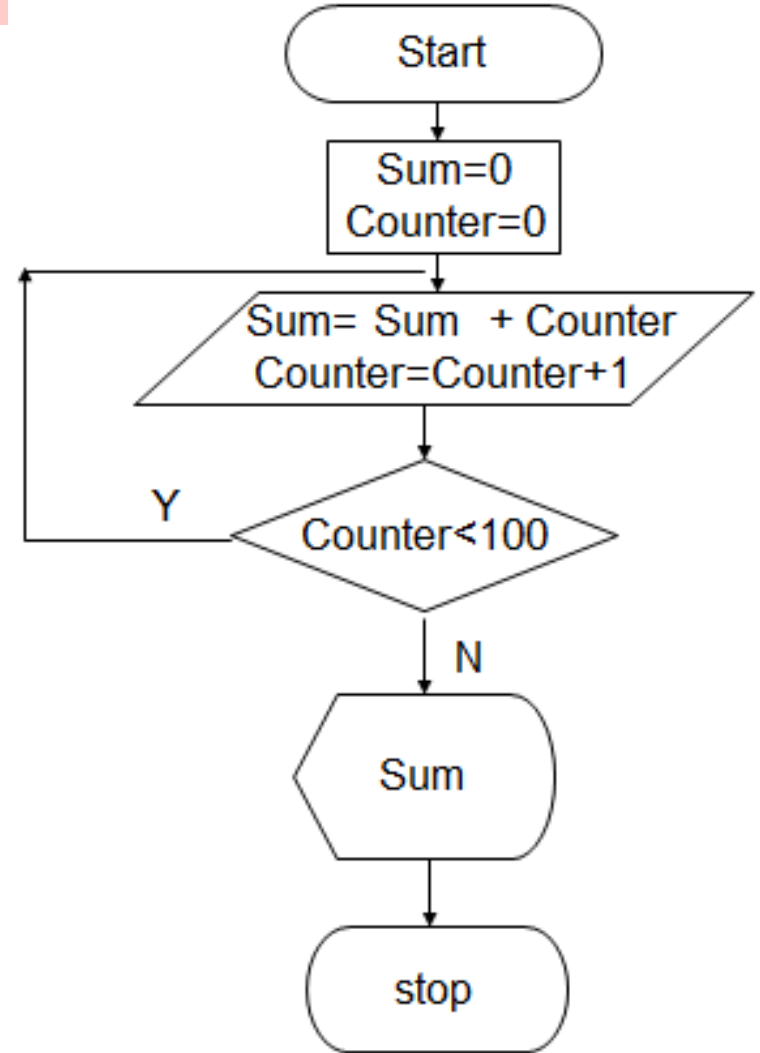 Start
Sum=0
Counter=0
Sum= Sum + Counter
Counter=Counter+1
Y
Counter<100
N
Sum
stop